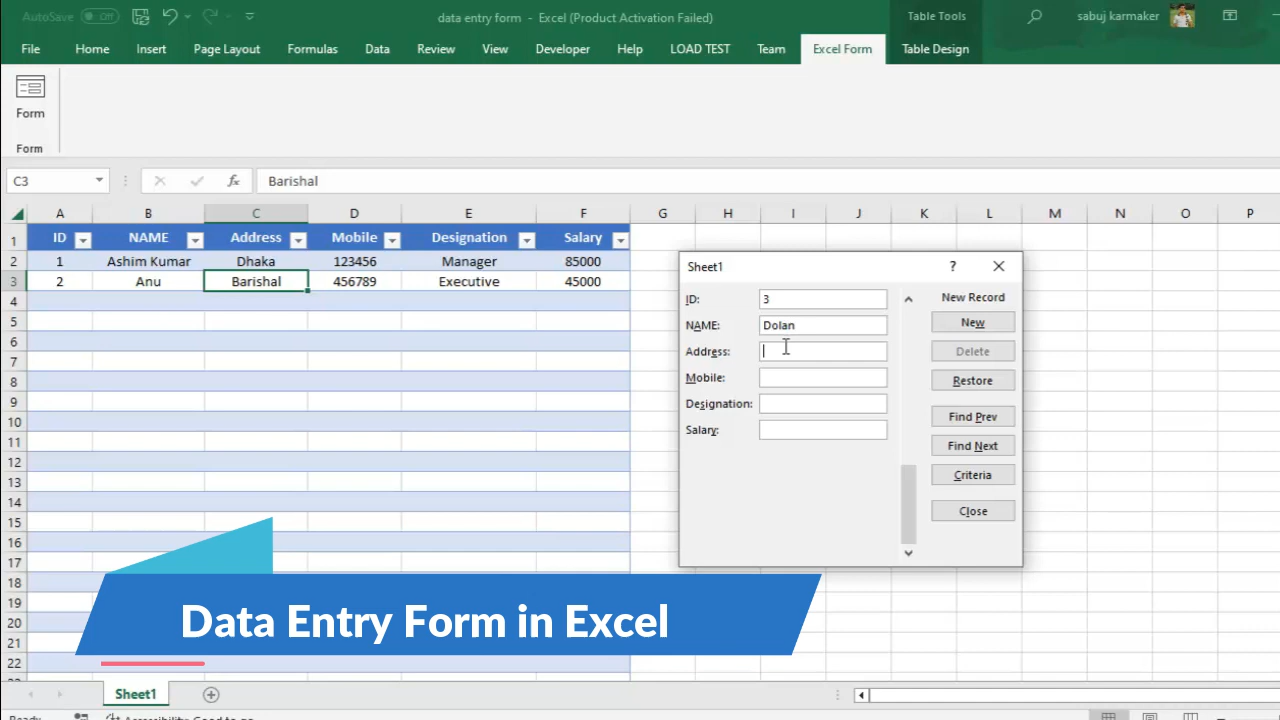 AutoSave Off data entry form - Excel (Product Activation Failed) Table Tools sabuj karmaker
File Home Insert Page Layout Formulas Data Review View Developer Help LOAD TEST Team Excel Form Table Design
Form
Form
C3 fx Barishal
A B C D E F G H I J K L M N O P
1 ID NAME Address Mobile Designation Salary
2 1 Ashim Kumar Dhaka 123456 Manager 85000
3 2 Anu Barishal 456789 Executive 45000
4
5
6
7
8
9
10
11
12
13
14
15
16
17
18
19
20
21
22
Sheet1 ?
ID: 3 New Record
NAME: Dolan New
Address: Delete
Mobile: Restore
Designation: Find Prev
Salary: Find Next
Criteria
Close
Data Entry Form in Excel
Sheet1
Ready Accessibility: Good to go